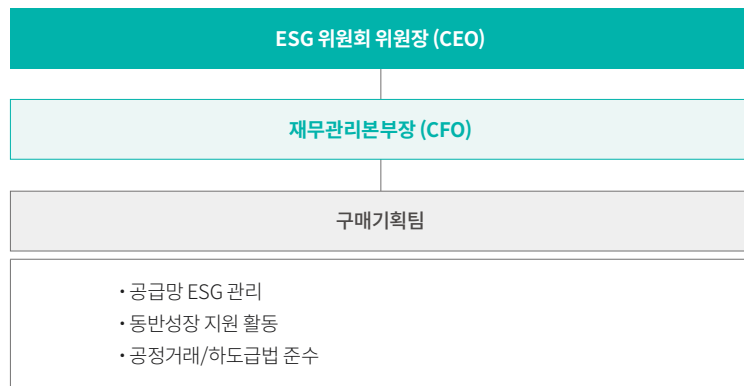 ESG 위원회 위원장 (CEO)
재무관리본부장 (CFO)
구매기획팀
· 공급망 ESG 관리
· 동반성장 지원 활동
· 공정거래/하도급법 준수